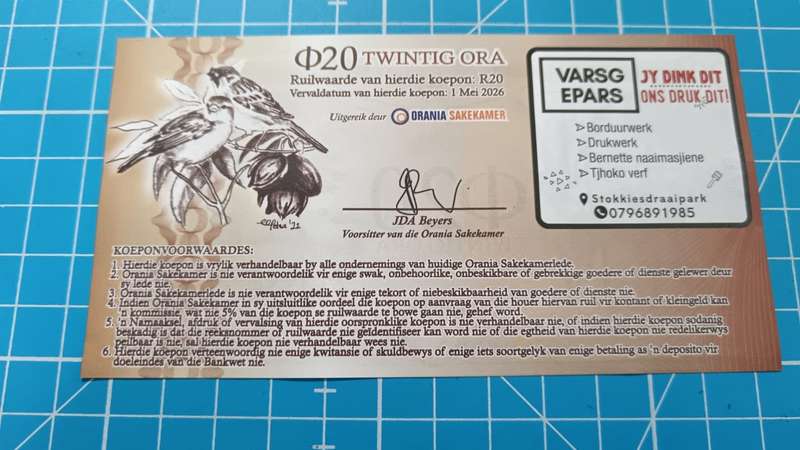 Φ20 TWINTIG ORA
Ruilwaarde van hierdie koepon: R20
Vervaldatum van hierdie koepon: 1 Mei 2026
Uitgereik deur ORANIA SAKEKAMER
JDA Beyers
Voorsitter van die Orania Sakekamer
VARSG
EPARS
JY DINK DIT
ONS DRUK DIT!
Borduurwerk
Drukwerk
Bernette naaimasjiene
Tjhoko verf
Stokkiesdraaipark
0796891985
KOEPONVOORWAARDES:
1. Hierdie koepon is vrylik verhandelbaar by alle ondernemings van huidige Orania Sakekamerlede.
2. Orania Sakekamer is nie verantwoordelik vir enige swak, onbehoorlike, onbeskikbare of gebrekkige goedere of dienste gelewer deur
sy lede nie.
3. Orania Sakekamerlede is nie verantwoordelik vir enige tekort of niebeskikbaarheid van goedere of dienste nie.
4. Indien Orania Sakekamer in sy uitsluitlike oordeel die koepon op aanvraag van die houer hiervan ruil vir kontant of kleingeld kan
'n kommissie, wat nie 5% van die koepon se ruilwaarde te bowe gaan nie, gehef word.
5. 'n Namaaksel, afdruk of vervalsing van hierdie oorspronklike koepon is nie verhandelbaar nie, of indien hierdie koepon sodanig
beskadig is dat die reeksnommer of ruilwaarde nie geïdentifiseer kan word nie of die egtheid van hierdie koepon nie redelikerwys
peilbaar is nie, sal hierdie koepon nie verhandelbaar wees nie.
6. Hierdie koepon verteenwoordig nie enige kwitansie of skuldbewys of enige iets soortgelyk van enige betaling as 'n deposito vir
doeleindes van die Bankwet nie.